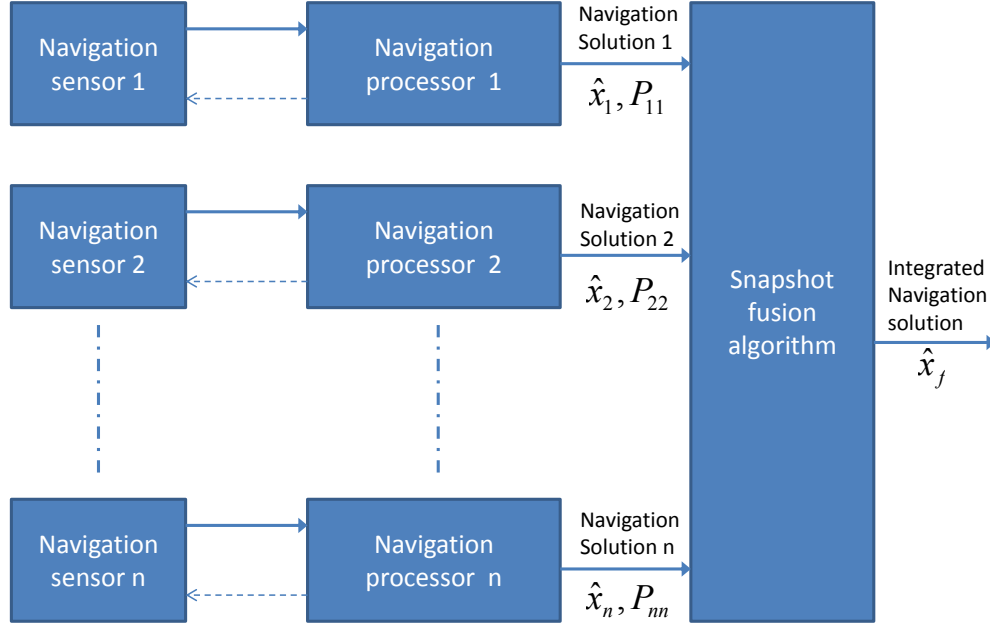 Navigation
sensor 1
Navigation
processor 1
Navigation
Solution 1
x̂₁, P₁₁
Navigation
sensor 2
Navigation
processor 2
Navigation
Solution 2
x̂₂, P₂₂
Snapshot
fusion
algorithm
Integrated
Navigation
solution
x̂_f
Navigation
sensor n
Navigation
processor n
Navigation
Solution n
x̂ₙ, Pₙₙ